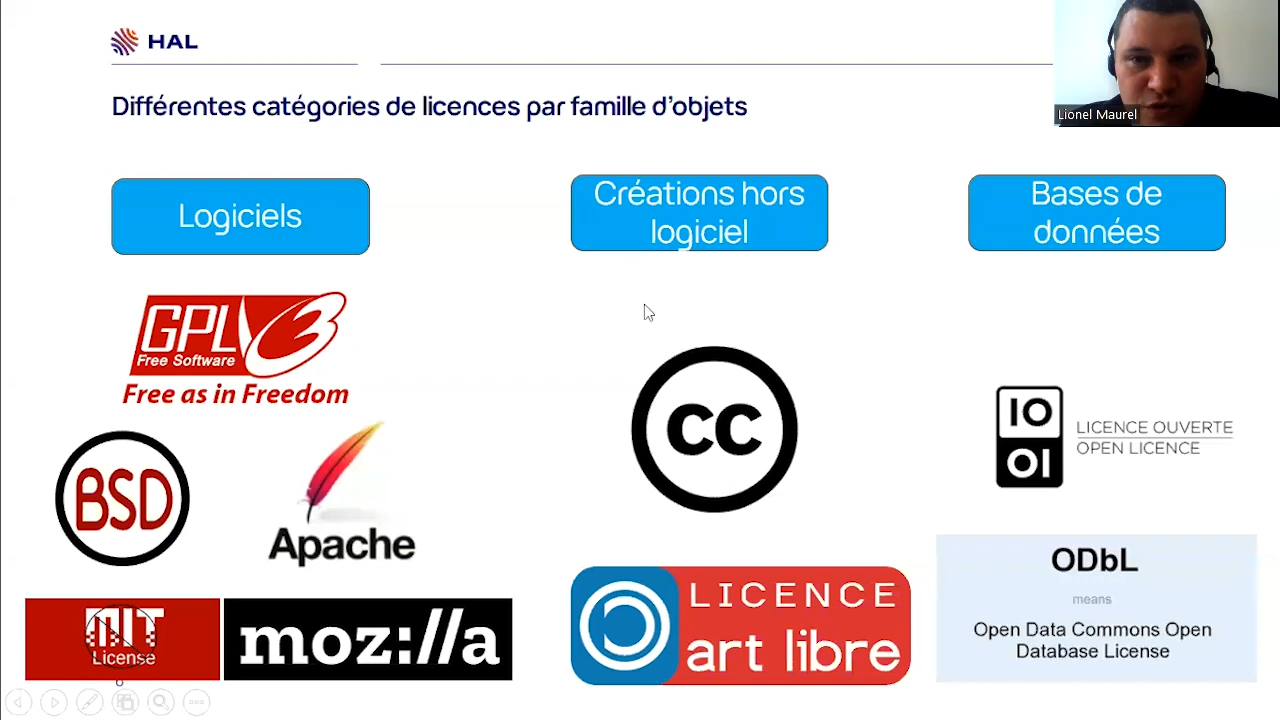 HAL
Lionel Maurel
Différentes catégories de licences par famille d'objets
Logiciels
Créations hors
logiciel
Bases de
données
GPLv3
Free Software
Free as in Freedom
BSD
Apache
MIT
License
moz://a
cc
LICENCE
art libre
IO
OI
LICENCE OUVERTE
OPEN LICENCE
ODbL
means
Open Data Commons Open
Database License